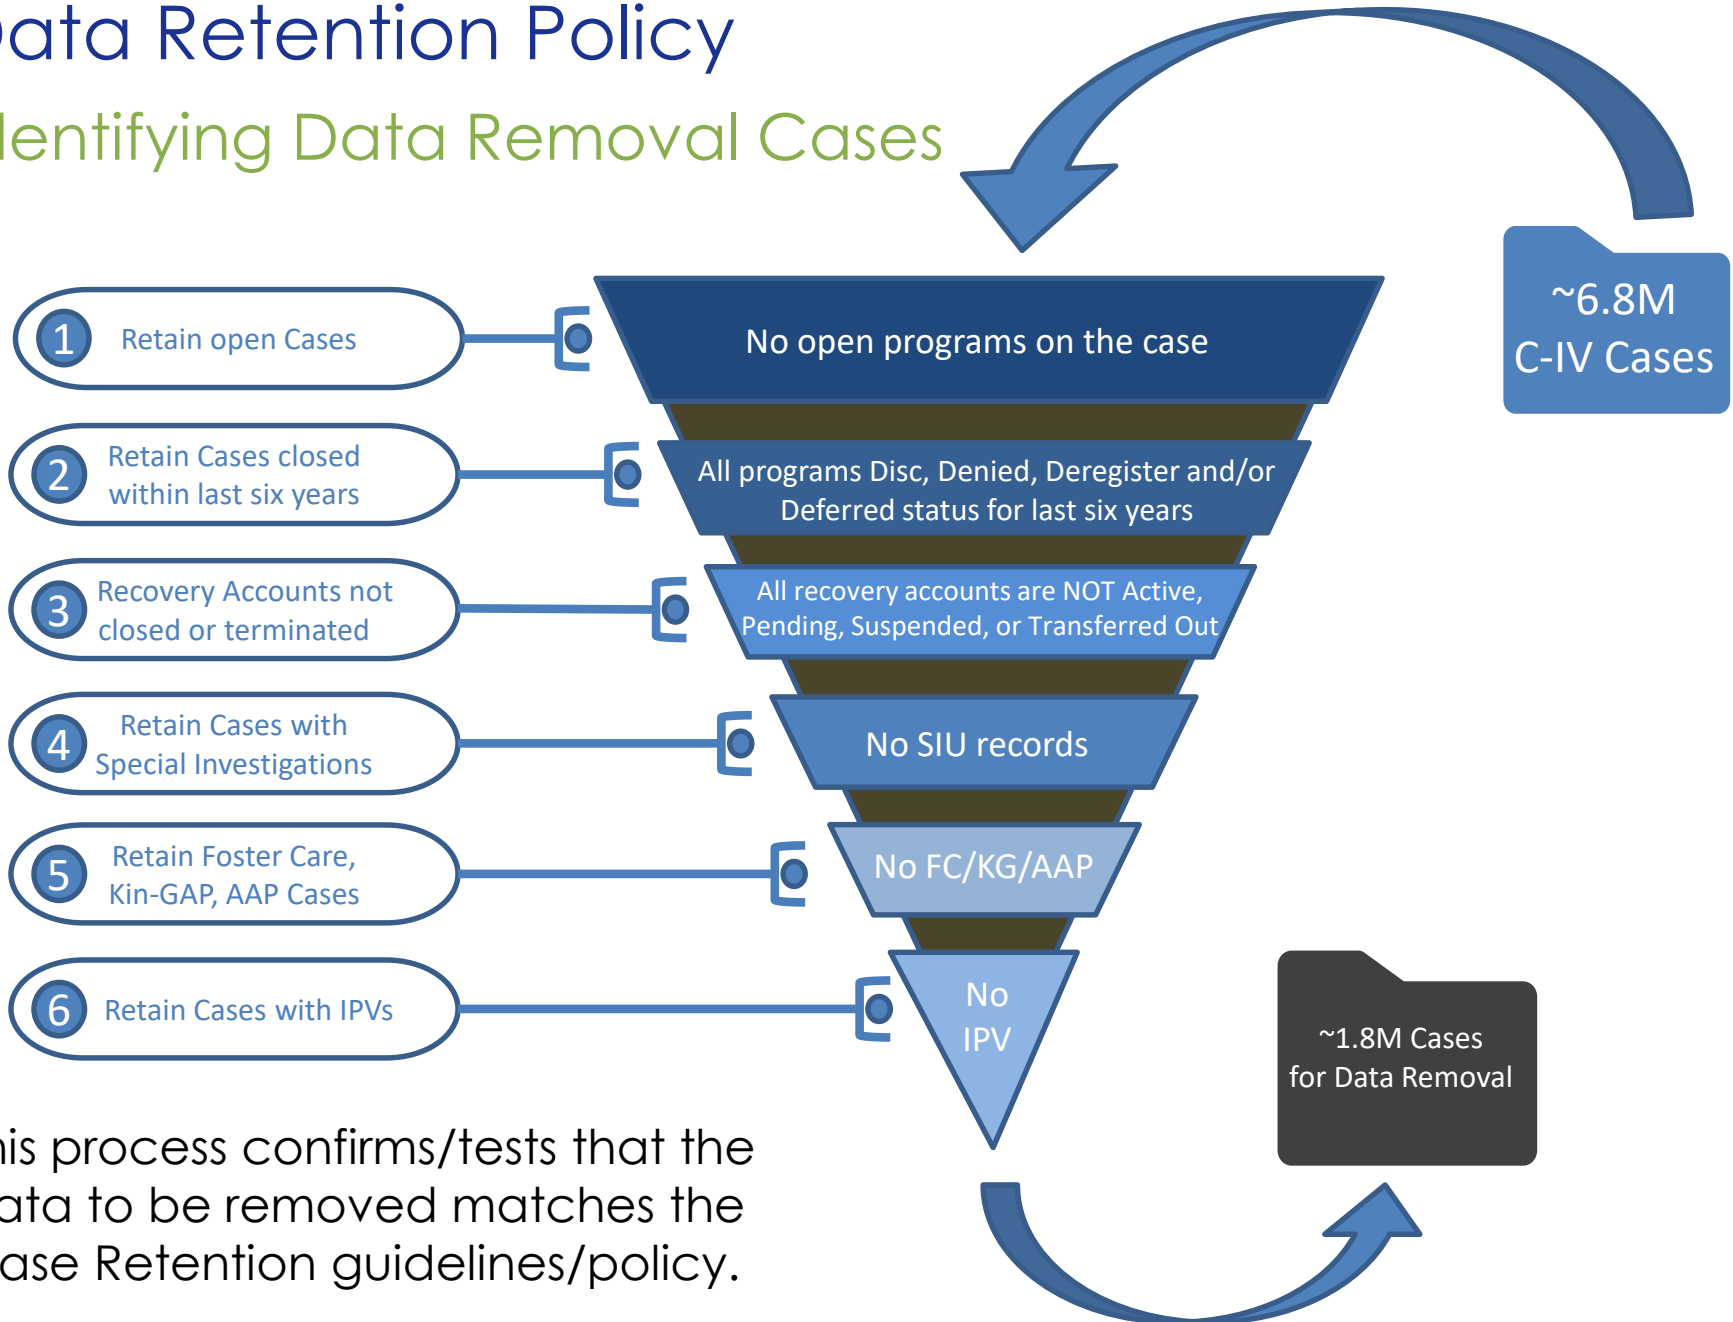 Data Retention Policy
dentifying Data Removal Cases
~6.8M
C-IV Cases
1
Retain open Cases
No open programs on the case
2
Retain Cases closed
within last six years
All programs Disc, Denied, Deregister and/or
Deferred status for last six years
3
Recovery Accounts not
closed or terminated
All recovery accounts are NOT Active,
Pending, Suspended, or Transferred Out
4
Retain Cases with
Special Investigations
No SIU records
5
Retain Foster Care,
Kin-GAP, AAP Cases
No FC/KG/AAP
6
Retain Cases with IPVs
No
IPV
~1.8M Cases
for Data Removal
his process confirms/tests that the
ata to be removed matches the
ase Retention guidelines/policy.